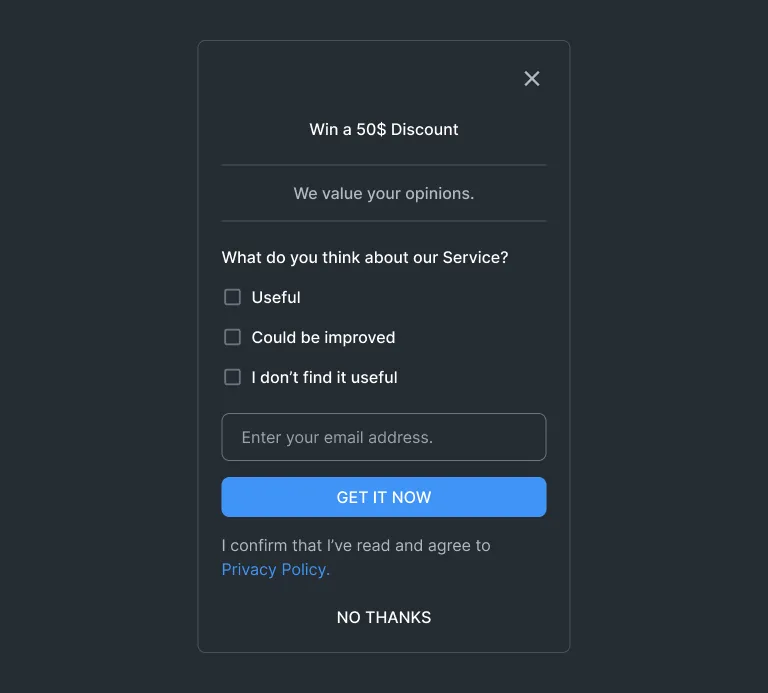 Win a 50$ Discount
We value your opinions.
What do you think about our Service?
Useful
Could be improved
I don’t find it useful
Enter your email address.
GET IT NOW
I confirm that I’ve read and agree to
Privacy Policy.
NO THANKS